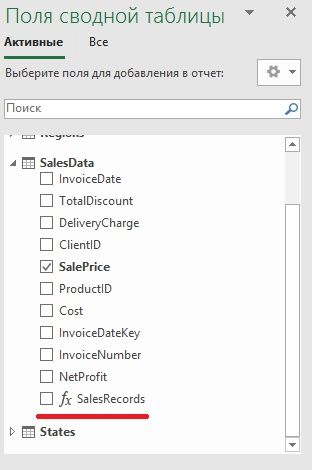 Поля сводной таблицы
Активные Все
Выберите поля для добавления в отчет:
Поиск
Regions
SalesData
InvoiceDate
TotalDiscount
DeliveryCharge
ClientID
SalePrice
ProductID
Cost
InvoiceDateKey
InvoiceNumber
NetProfit
fx SalesRecords
States